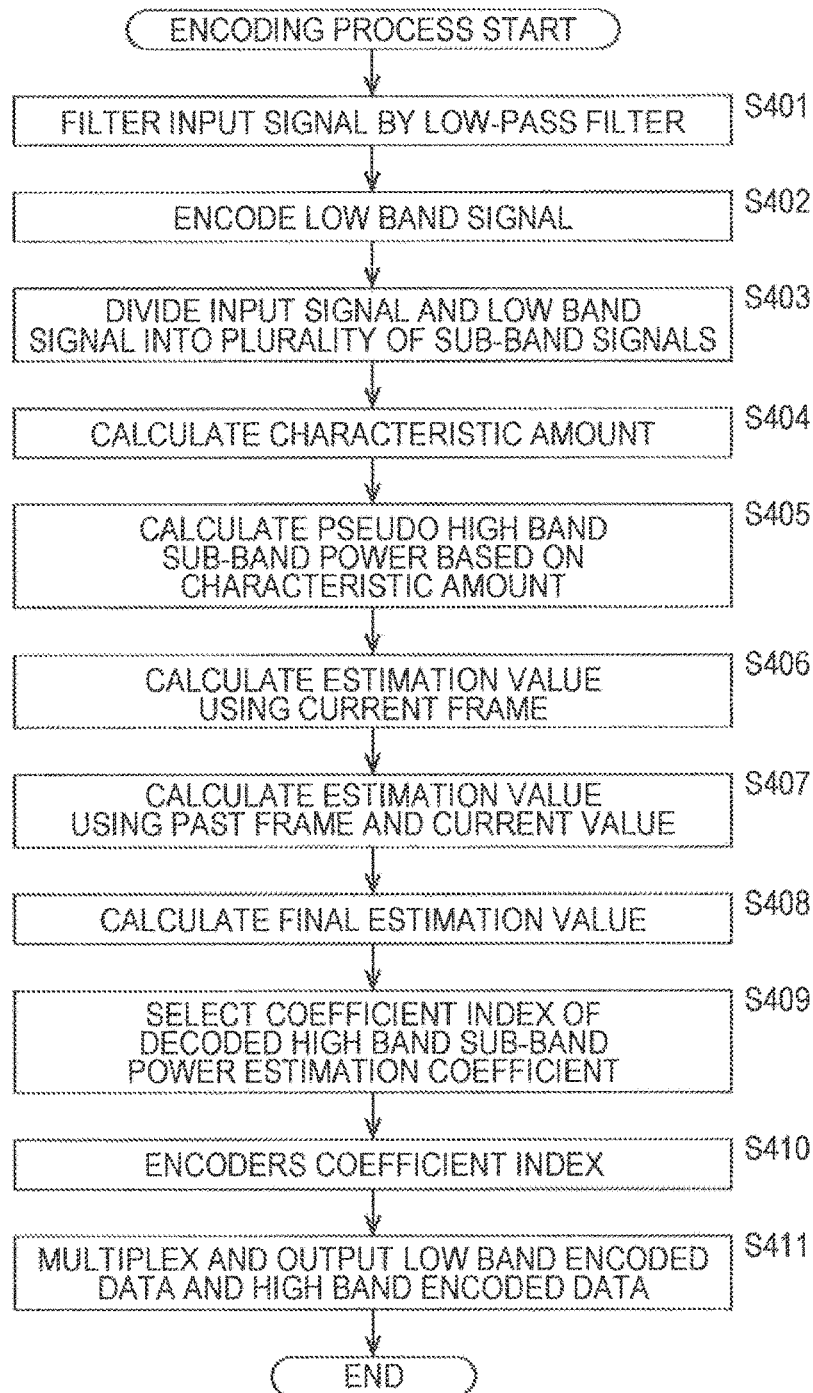 ENCODING PROCESS START
S401
FILTER INPUT SIGNAL BY LOW-PASS FILTER
S402
ENCODE LOW BAND SIGNAL
S403
DIVIDE INPUT SIGNAL AND LOW BAND
SIGNAL INTO PLURALITY OF SUB-BAND SIGNALS
S404
CALCULATE CHARACTERISTIC AMOUNT
S405
CALCULATE PSEUDO HIGH BAND
SUB-BAND POWER BASED ON
CHARACTERISTIC AMOUNT
S406
CALCULATE ESTIMATION VALUE
USING CURRENT FRAME
S407
CALCULATE ESTIMATION VALUE
USING PAST FRAME AND CURRENT VALUE
S408
CALCULATE FINAL ESTIMATION VALUE
S409
SELECT COEFFICIENT INDEX OF
DECODED HIGH BAND SUB-BAND
POWER ESTIMATION COEFFICIENT
S410
ENCODERS COEFFICIENT INDEX
S411
MULTIPLEX AND OUTPUT LOW BAND ENCODED
DATA AND HIGH BAND ENCODED DATA
END